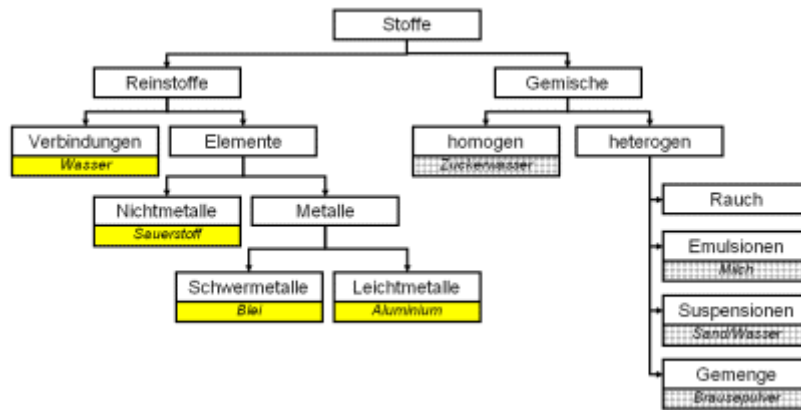 Stoffe
Reinstoffe
Gemische
Verbindungen
Wasser
Elemente
homogen
Zuckerwasser
heterogen
Nichtmetalle
Sauerstoff
Metalle
Rauch
Emulsionen
Milch
Schwermetalle
Blei
Leichtmetalle
Aluminium
Suspensionen
Sand/Wasser
Gemenge
Brausepulver